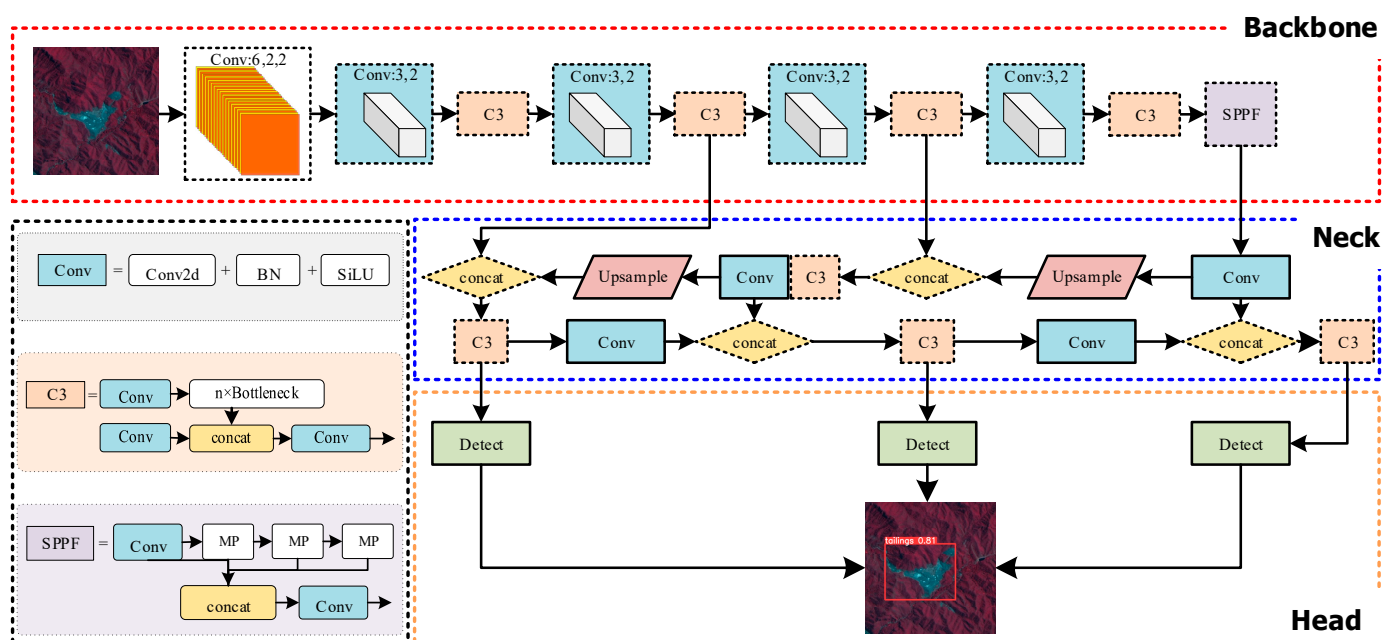 Backbone
Conv:6,2,2
Conv:3,2
C3
Conv:3,2
C3
Conv:3,2
C3
Conv:3,2
C3
SPPF
Neck
concat
Upsample
Conv
C3
concat
Upsample
Conv
C3
Conv
concat
C3
Conv
concat
C3
Conv = Conv2d + BN + SiLU
C3 = Conv n×Bottleneck
Conv concat Conv
SPPF = Conv MP MP MP
concat Conv
Detect
Detect
Detect
tailings 0.81
Head